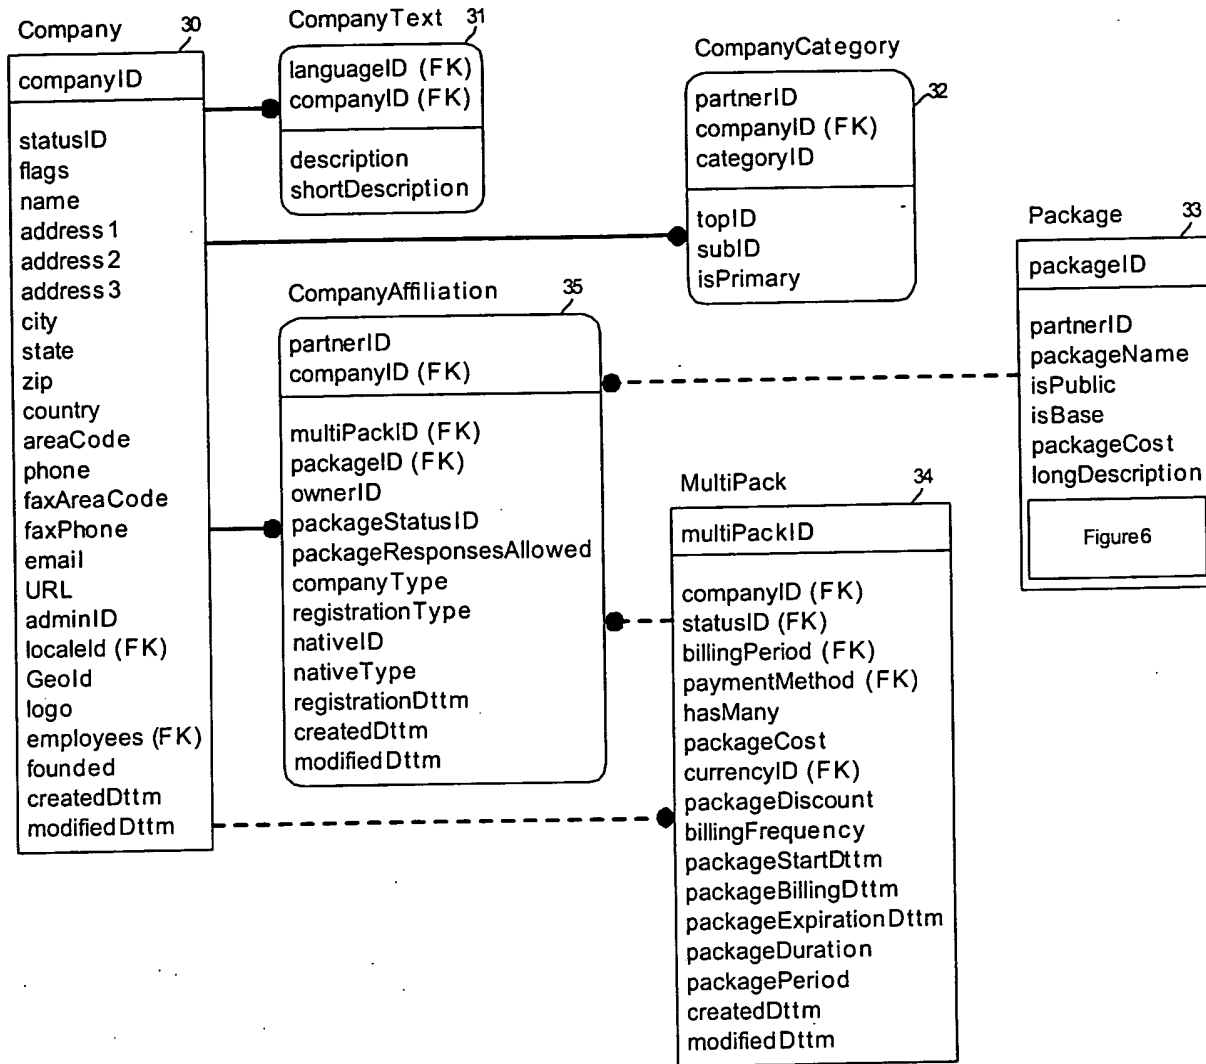 Company 30
companyID
statusID
flags
name
address1
address2
address3
city
state
zip
country
areaCode
phone
faxAreaCode
faxPhone
email
URL
adminID
localeId (FK)
GeoId
logo
employees (FK)
founded
createdDttm
modifiedDttm
CompanyText 31
languageID (FK)
companyID (FK)
description
shortDescription
CompanyCategory
32
partnerID
companyID (FK)
categoryID
topID
subID
isPrimary
Package 33
packageID
partnerID
packageName
isPublic
isBase
packageCost
longDescription
Figure6
CompanyAffiliation 35
partnerID
companyID (FK)
multiPackID (FK)
packageID (FK)
ownerID
packageStatusID
packageResponsesAllowed
companyType
registrationType
nativeID
nativeType
registrationDttm
createdDttm
modifiedDttm
MultiPack 34
multiPackID
companyID (FK)
statusID (FK)
billingPeriod (FK)
paymentMethod (FK)
hasMany
packageCost
currencyID (FK)
packageDiscount
billingFrequency
packageStartDttm
packageBillingDttm
packageExpirationDttm
packageDuration
packagePeriod
createdDttm
modifiedDttm